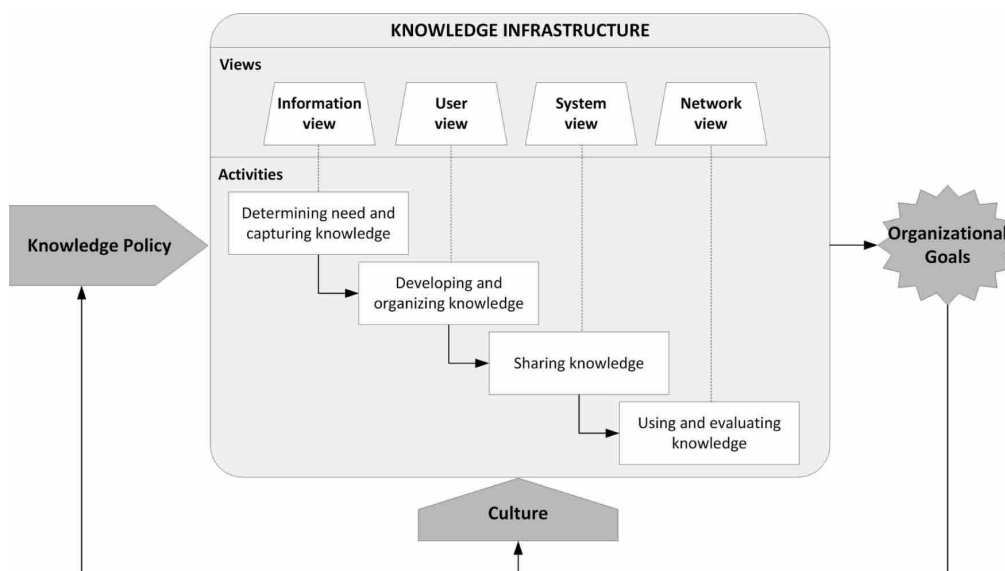 KNOWLEDGE INFRASTRUCTURE
Views
Information
view
User
view
System
view
Network
view
Activities
Determining need and
capturing knowledge
Knowledge Policy
Organizational
Goals
Developing and
organizing knowledge
Sharing knowledge
Using and evaluating
knowledge
Culture